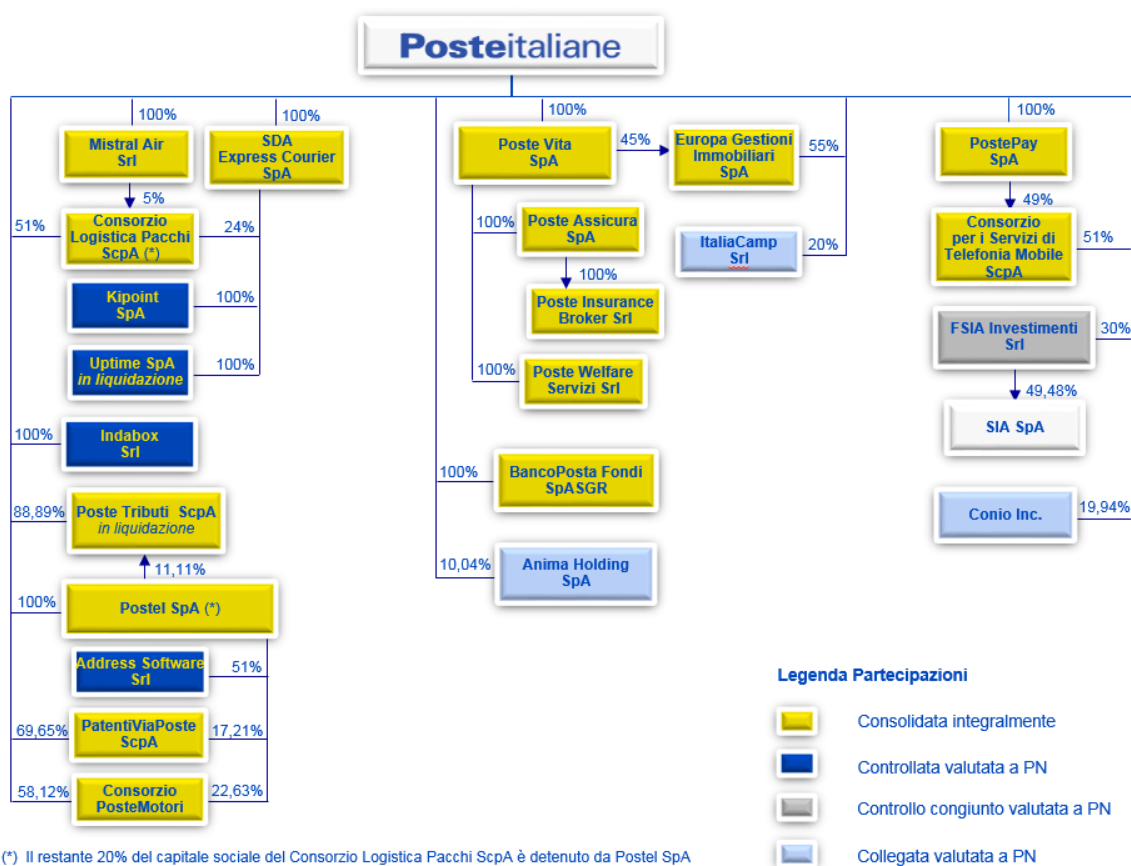 Posteitaliane
100%
Mistral Air
Srl
100%
SDA
Express Courier
SpA
5%
51%
Consorzio
Logistica Pacchi
ScpA (*)
24%
Kipoint
SpA
100%
Uptime SpA
in liquidazione
100%
100%
Indabox
Srl
88,89%
Poste Tributi ScpA
in liquidazione
11,11%
100%
Postel SpA (*)
Address Software
Srl
51%
69,65%
PatentiViaPoste
ScpA
17,21%
58,12%
Consorzio
PosteMotori
22,63%
100%
Poste Vita
SpA
45%
Europa Gestioni
Immobiliari
SpA
55%
100%
Poste Assicura
SpA
ItaliaCamp
Srl
20%
100%
Poste Insurance
Broker Srl
100%
Poste Welfare
Servizi Srl
100%
BancoPosta Fondi
SpASGR
10,04%
Anima Holding
SpA
100%
PostePay
SpA
49%
Consorzio
per i Servizi di
Telefonia Mobile
ScpA
51%
FSIA Investimenti
Srl
30%
49,48%
SIA SpA
Conio Inc.
19,94%
Legenda Partecipazioni
Consolidata integralmente
Controllata valutata a PN
Controllo congiunto valutata a PN
Collegata valutata a PN
(*) Il restante 20% del capitale sociale del Consorzio Logistica Pacchi ScpA è detenuto da Postel SpA